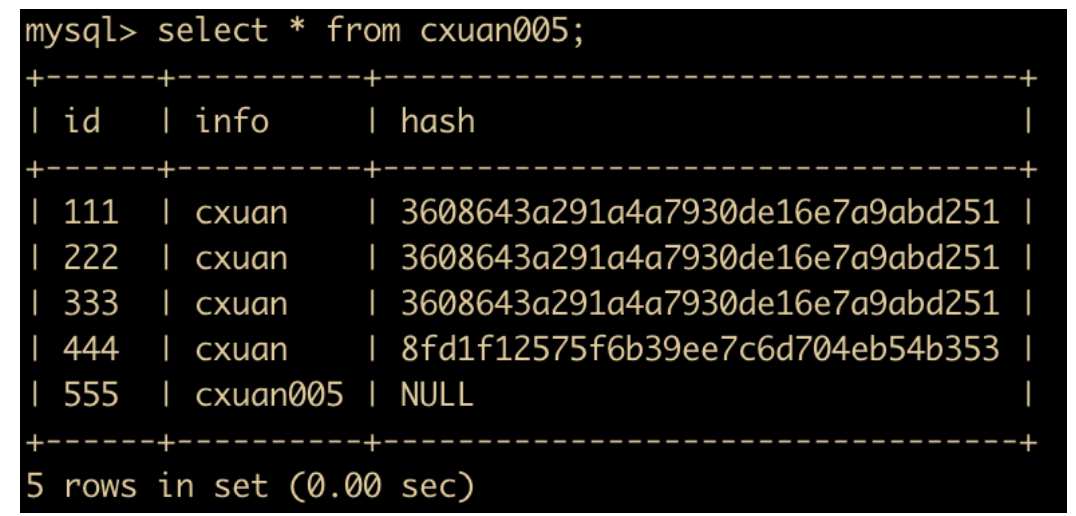 mysql> select * from cxuan005;
+------+----------+----------------------------------+
| id   | info     | hash                             |
+------+----------+----------------------------------+
| 111  | cxuan    | 3608643a291a4a7930de16e7a9abd251 |
| 222  | cxuan    | 3608643a291a4a7930de16e7a9abd251 |
| 333  | cxuan    | 3608643a291a4a7930de16e7a9abd251 |
| 444  | cxuan    | 8fd1f12575f6b39ee7c6d704eb54b353 |
| 555  | cxuan005 | NULL                             |
+------+----------+----------------------------------+
5 rows in set (0.00 sec)